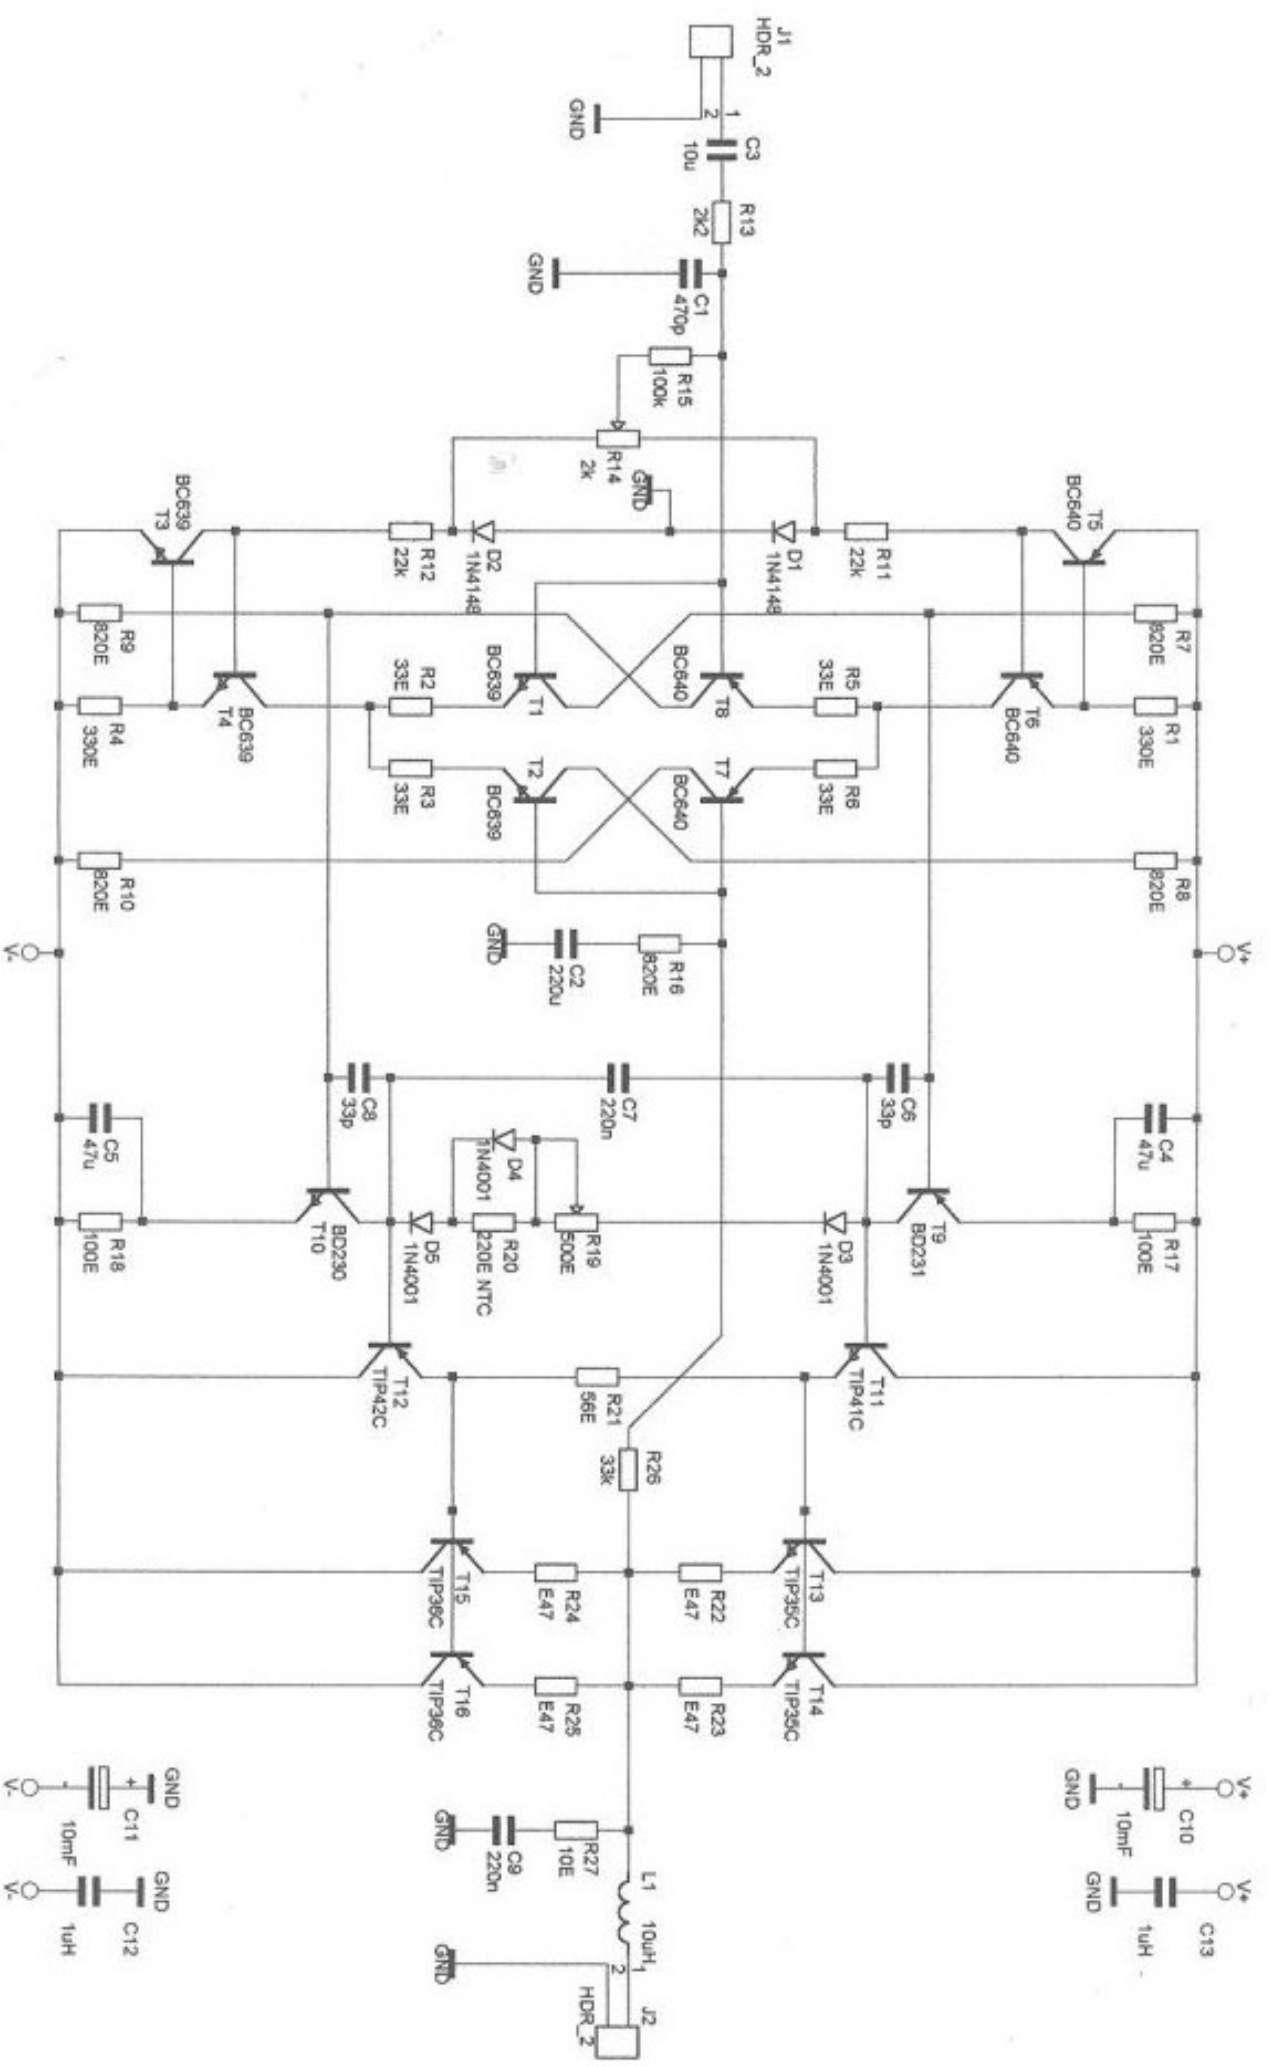 J1
HDR_2
1
2
GND
C3
10u
R13
2k2
C1
470p
GND
R15
100k
R14
2k
GND
T5
BC640
R11
22k
D1
1N4148
D2
1N4148
R12
22k
BC639
T3
R7
820E
R1
330E
T6
BC640
R5
33E
T8
BC640
T1
BC639
R2
33E
BC639
T4
R9
820E
R4
330E
R6
33E
T7
BC640
T2
BC639
R3
33E
R8
820E
R10
820E
V+
V-
R16
820E
C2
220u
GND
C6
33p
C7
220n
C8
33p
C4
47u
R17
100E
T9
BD231
D3
1N4001
R19
500E
D4
1N4001
R20
220E NTC
D5
1N4001
BD230
T10
C5
47u
R18
100E
T11
TIP41C
R21
56E
T12
TIP42C
R26
33k
T13
TIP35C
R22
E47
R24
E47
T15
TIP36C
T14
TIP35C
R23
E47
R25
E47
T16
TIP36C
V+
+
C10
-
10mF
GND
V+
C13
1uH
GND
R27
10E
C9
220n
GND
L1
10uH
1
2
J2
HDR_2
GND
GND
+
C11
-
10mF
V-
GND
C12
1uH
V-